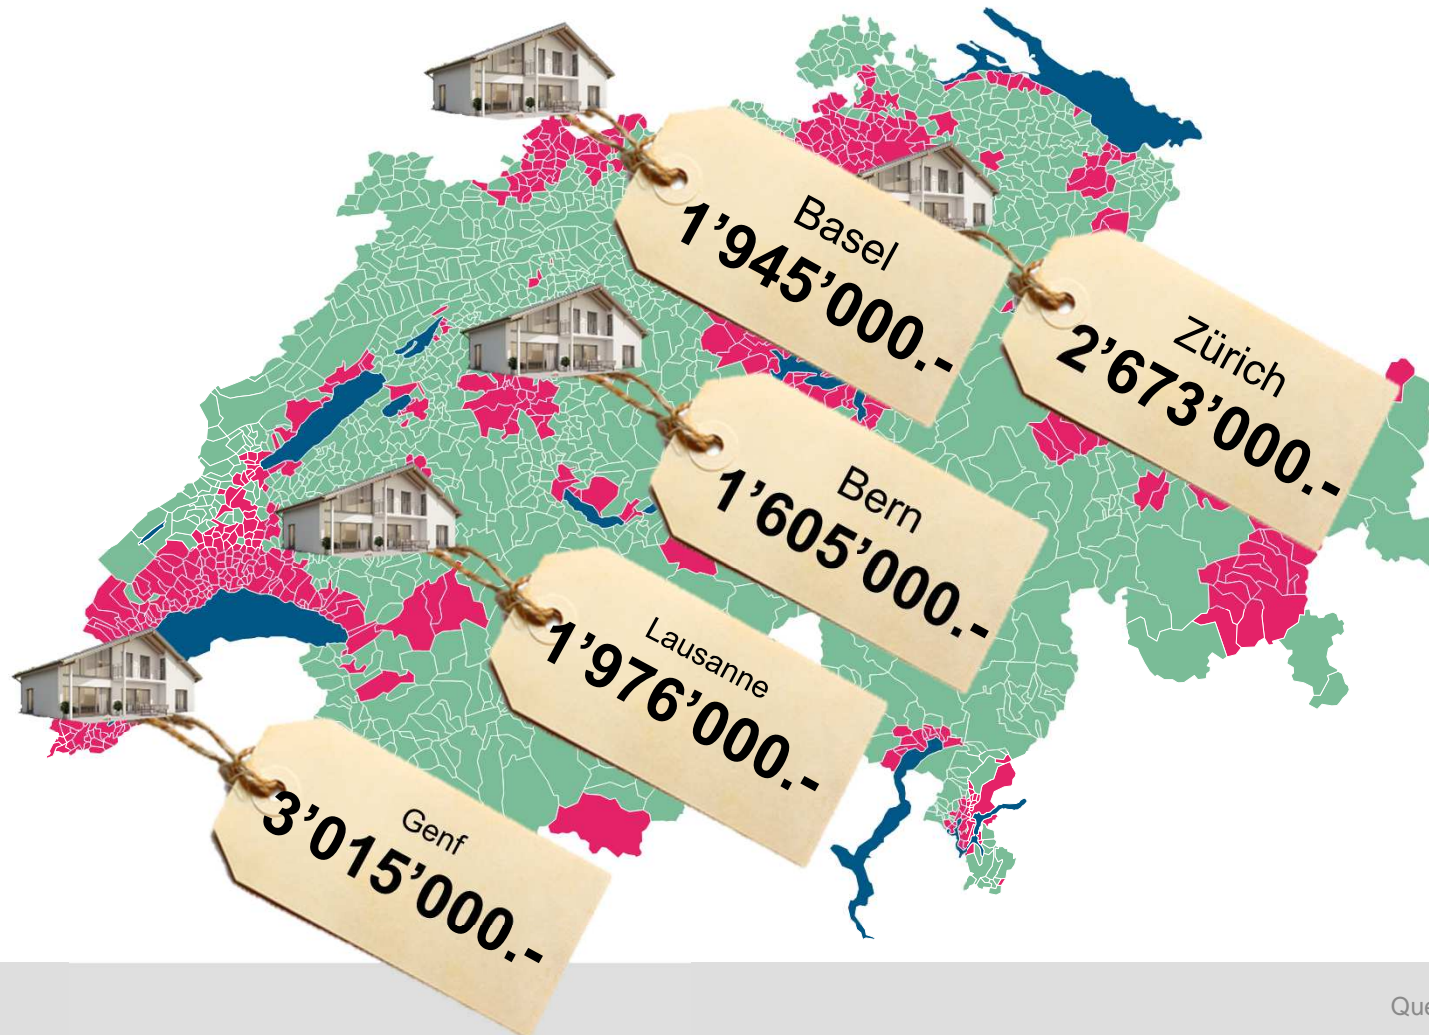 Basel
1’945’000.-
Zürich
2’673’000.-
Bern
1’605’000.-
Lausanne
1’976’000.-
Genf
3’015’000.-